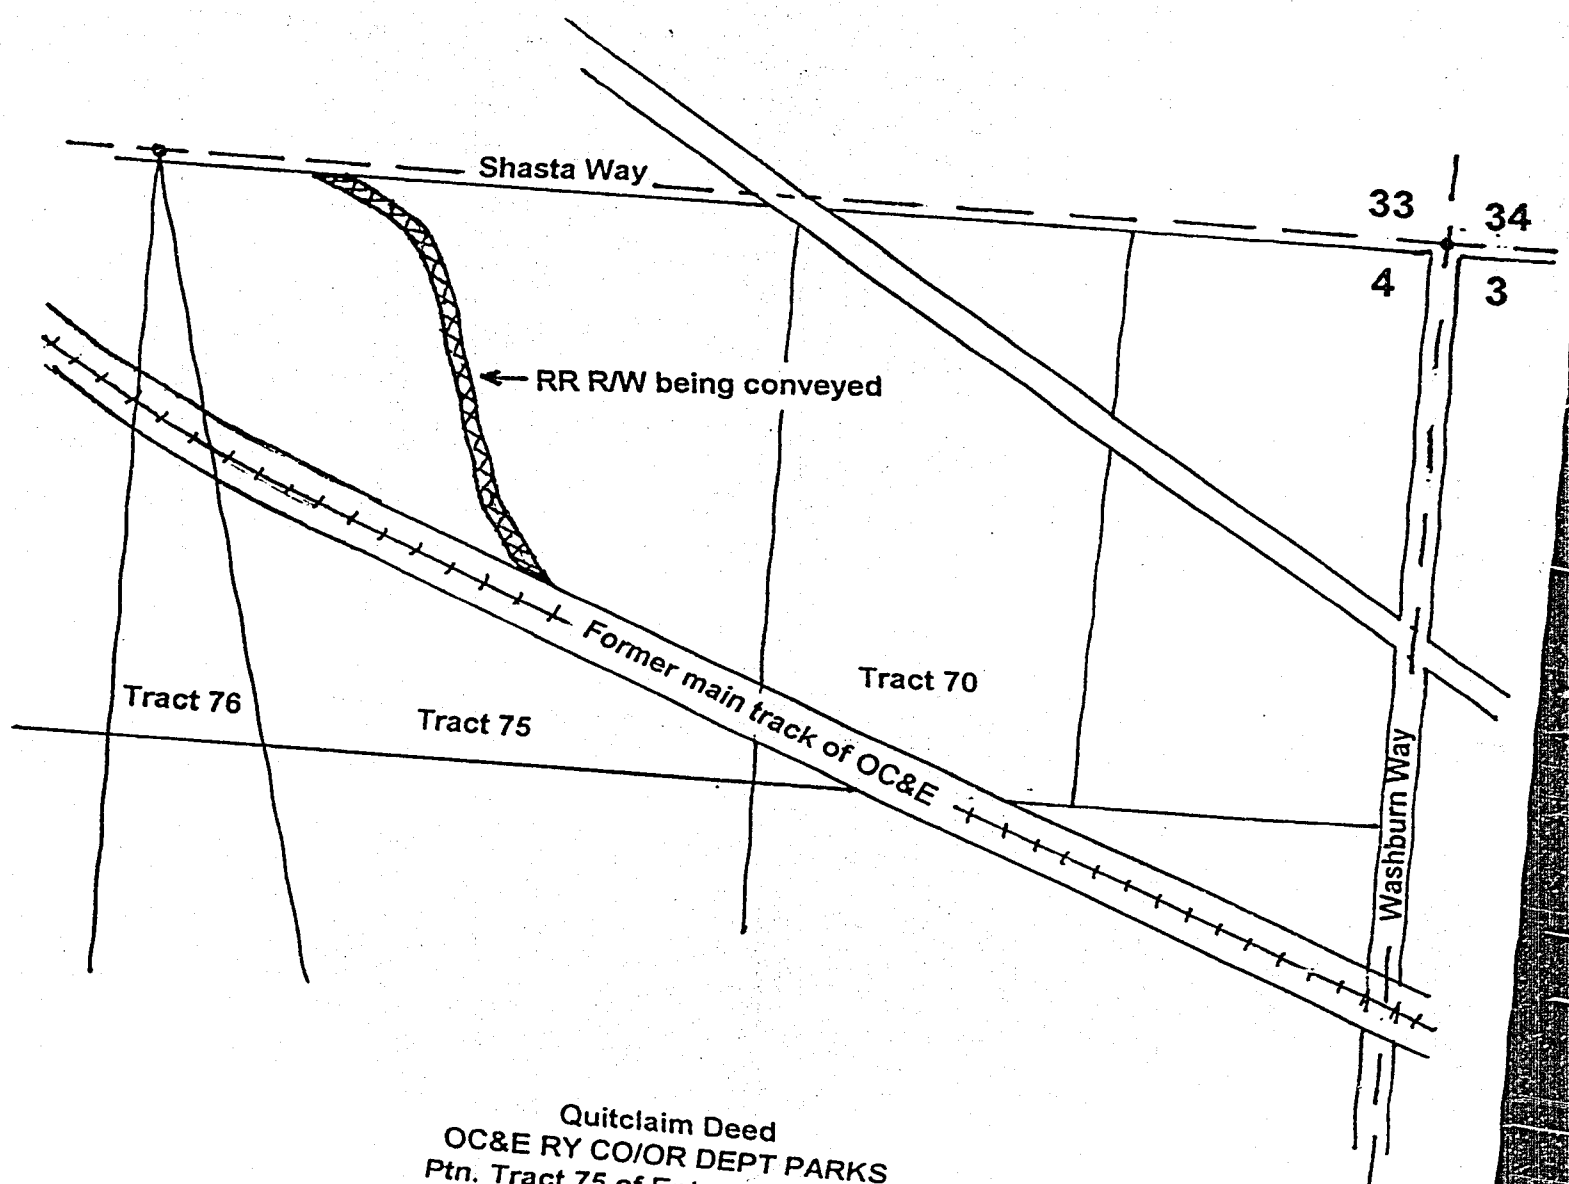 Shasta Way
33
34
4
3
RR R/W being conveyed
Tract 76
Tract 75
Tract 70
Former main track of OC&E
Washburn Way
Quitclaim Deed
OC&E RY CO/OR DEPT PARKS
Ptn. Tract 75 of